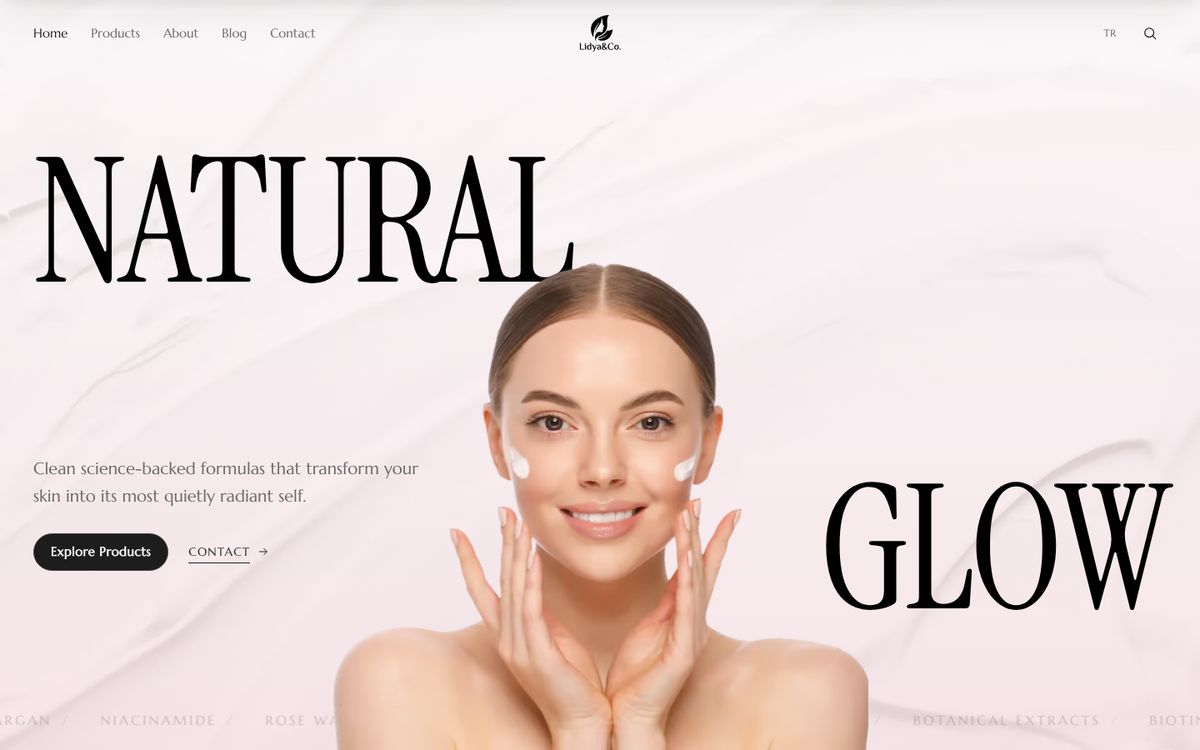 Home Products About Blog Contact
Lidya&Co.
TR
NATURAL
Clean science-backed formulas that transform your
skin into its most quietly radiant self.
Explore Products CONTACT →
GLOW
ARGAN / NIACINAMIDE / ROSE WA / BOTANICAL EXTRACTS / BIOTIN